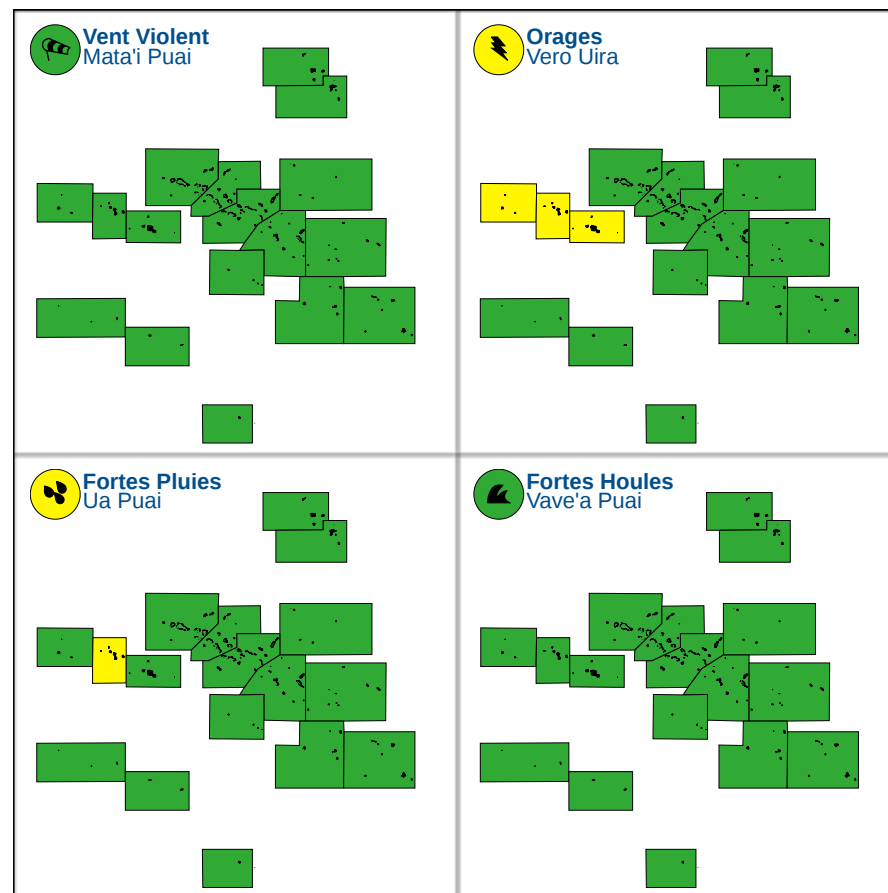 Vent Violent
Mata'i Puai
Orages
Vero Uira
Fortes Pluies
Ua Puai
Fortes Houles
Vave'a Puai